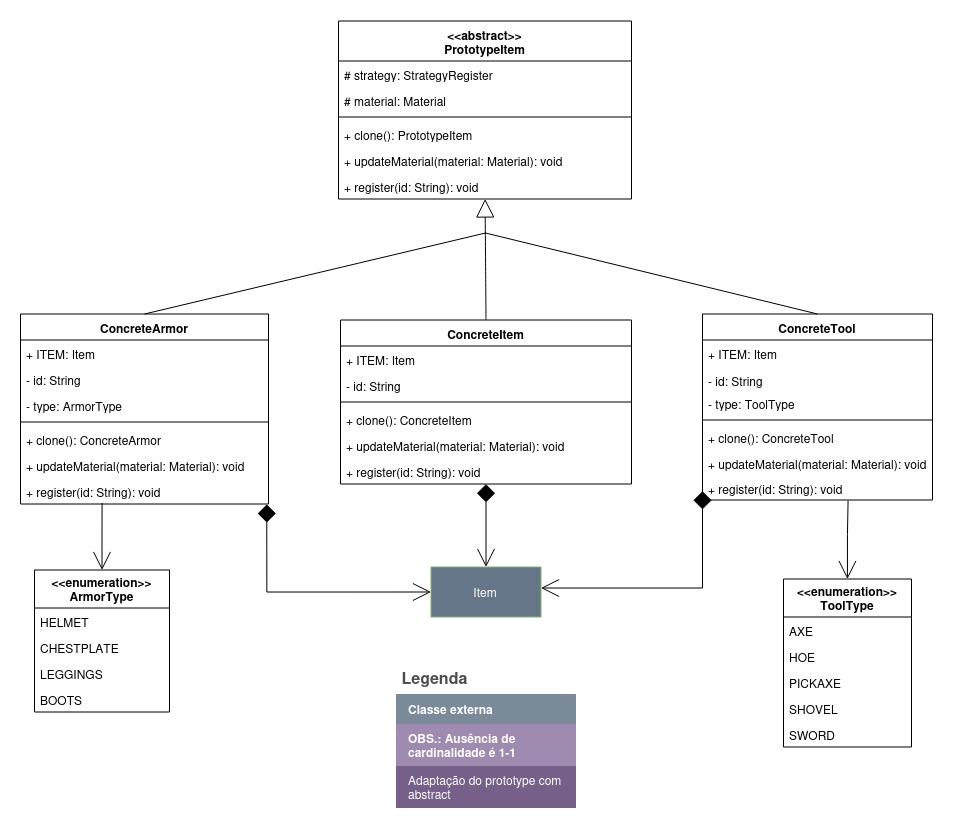 <<abstract>>
PrototypeItem
# strategy: StrategyRegister
# material: Material
+ clone(): PrototypeItem
+ updateMaterial(material: Material): void
+ register(id: String): void
ConcreteArmor
+ ITEM: Item
- id: String
- type: ArmorType
+ clone(): ConcreteArmor
+ updateMaterial(material: Material): void
+ register(id: String): void
ConcreteItem
+ ITEM: Item
- id: String
+ clone(): ConcreteItem
+ updateMaterial(material: Material): void
+ register(id: String): void
ConcreteTool
+ ITEM: Item
- id: String
- type: ToolType
+ clone(): ConcreteTool
+ updateMaterial(material: Material): void
+ register(id: String): void
<<enumeration>>
ArmorType
HELMET
CHESTPLATE
LEGGINGS
BOOTS
Item
<<enumeration>>
ToolType
AXE
HOE
PICKAXE
SHOVEL
SWORD
Legenda
Classe externa
OBS.: Ausência de
cardinalidade é 1-1
Adaptação do prototype com
abstract